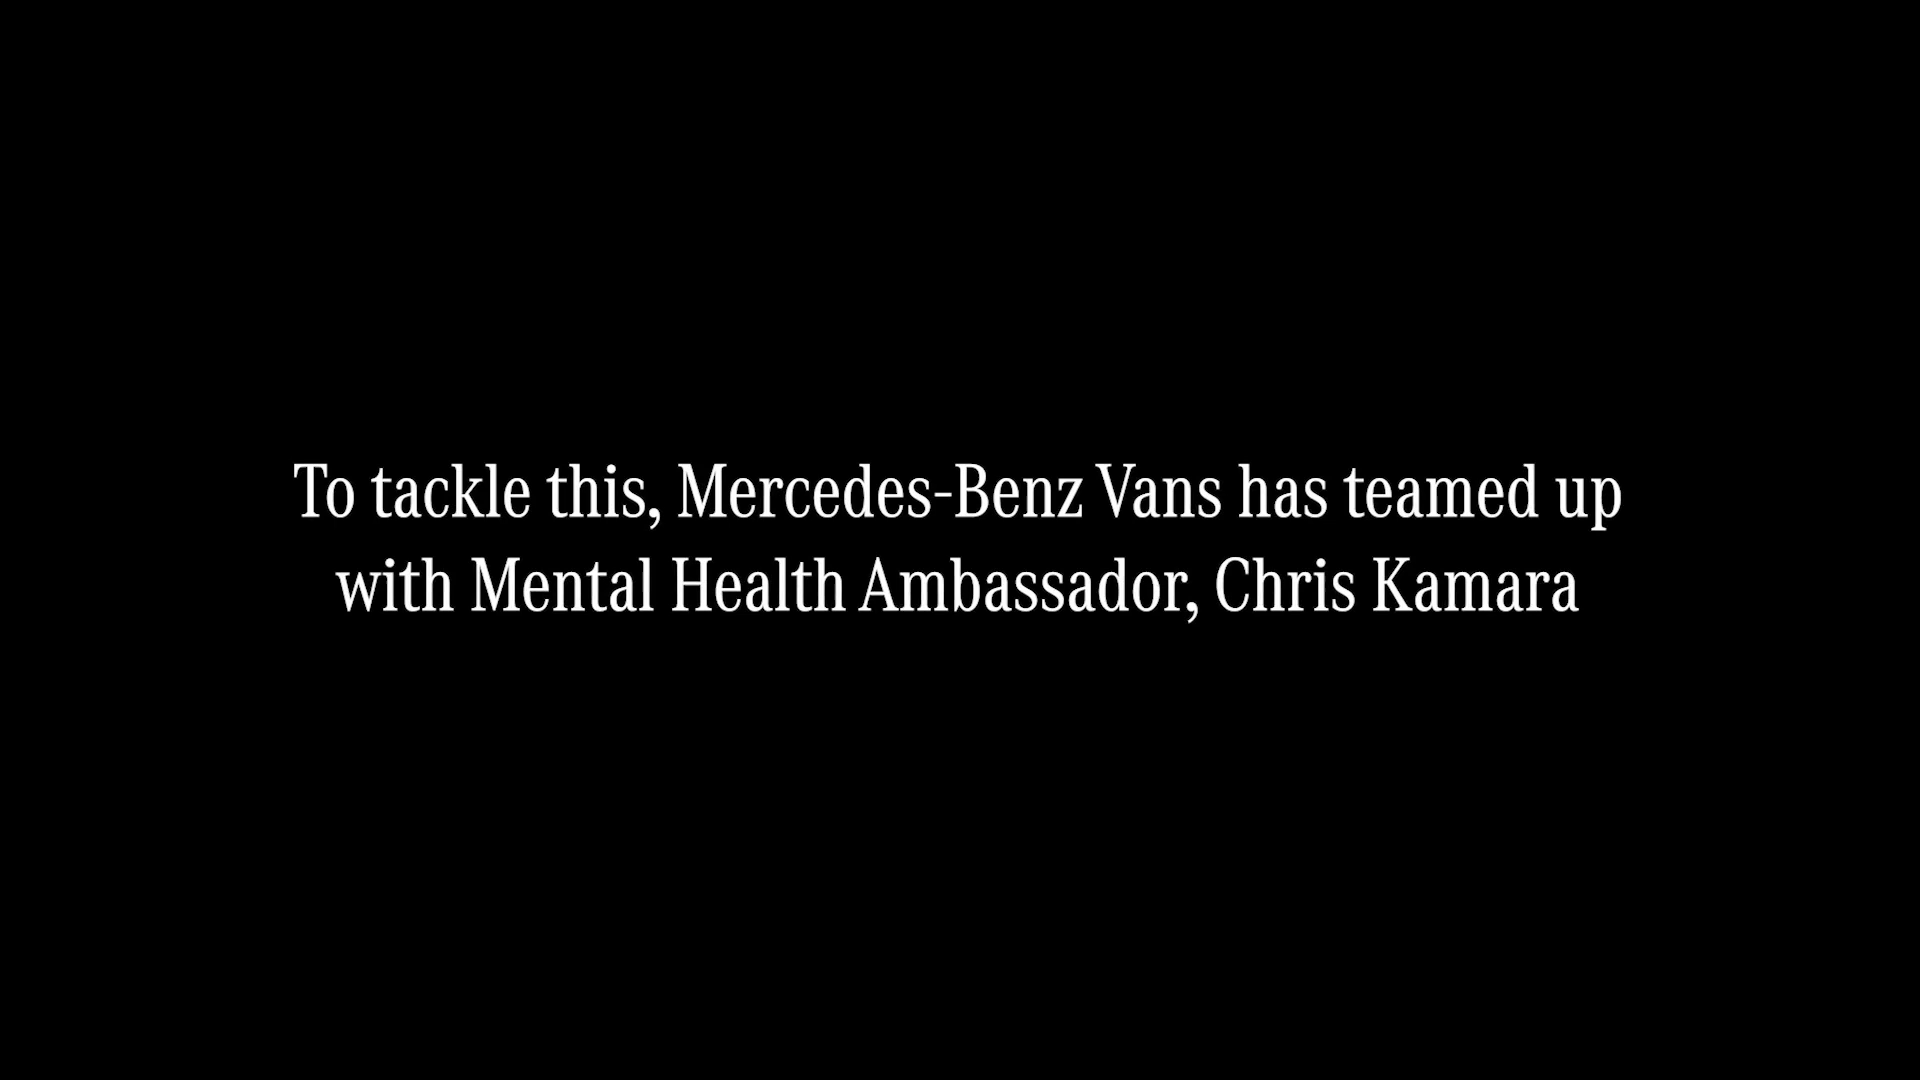 To tackle this, Mercedes-Benz Vans has teamed up
with Mental Health Ambassador, Chris Kamara